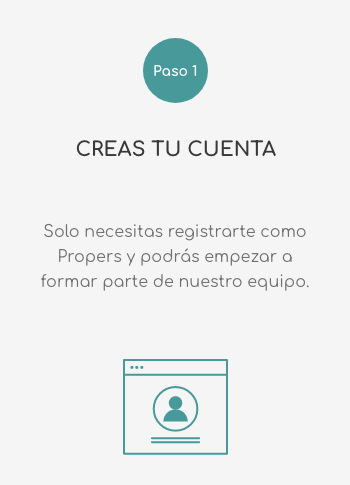 Paso 1
CREAS TU CUENTA
Solo necesitas registrarte como
Propers y podrás empezar a
formar parte de nuestro equipo.